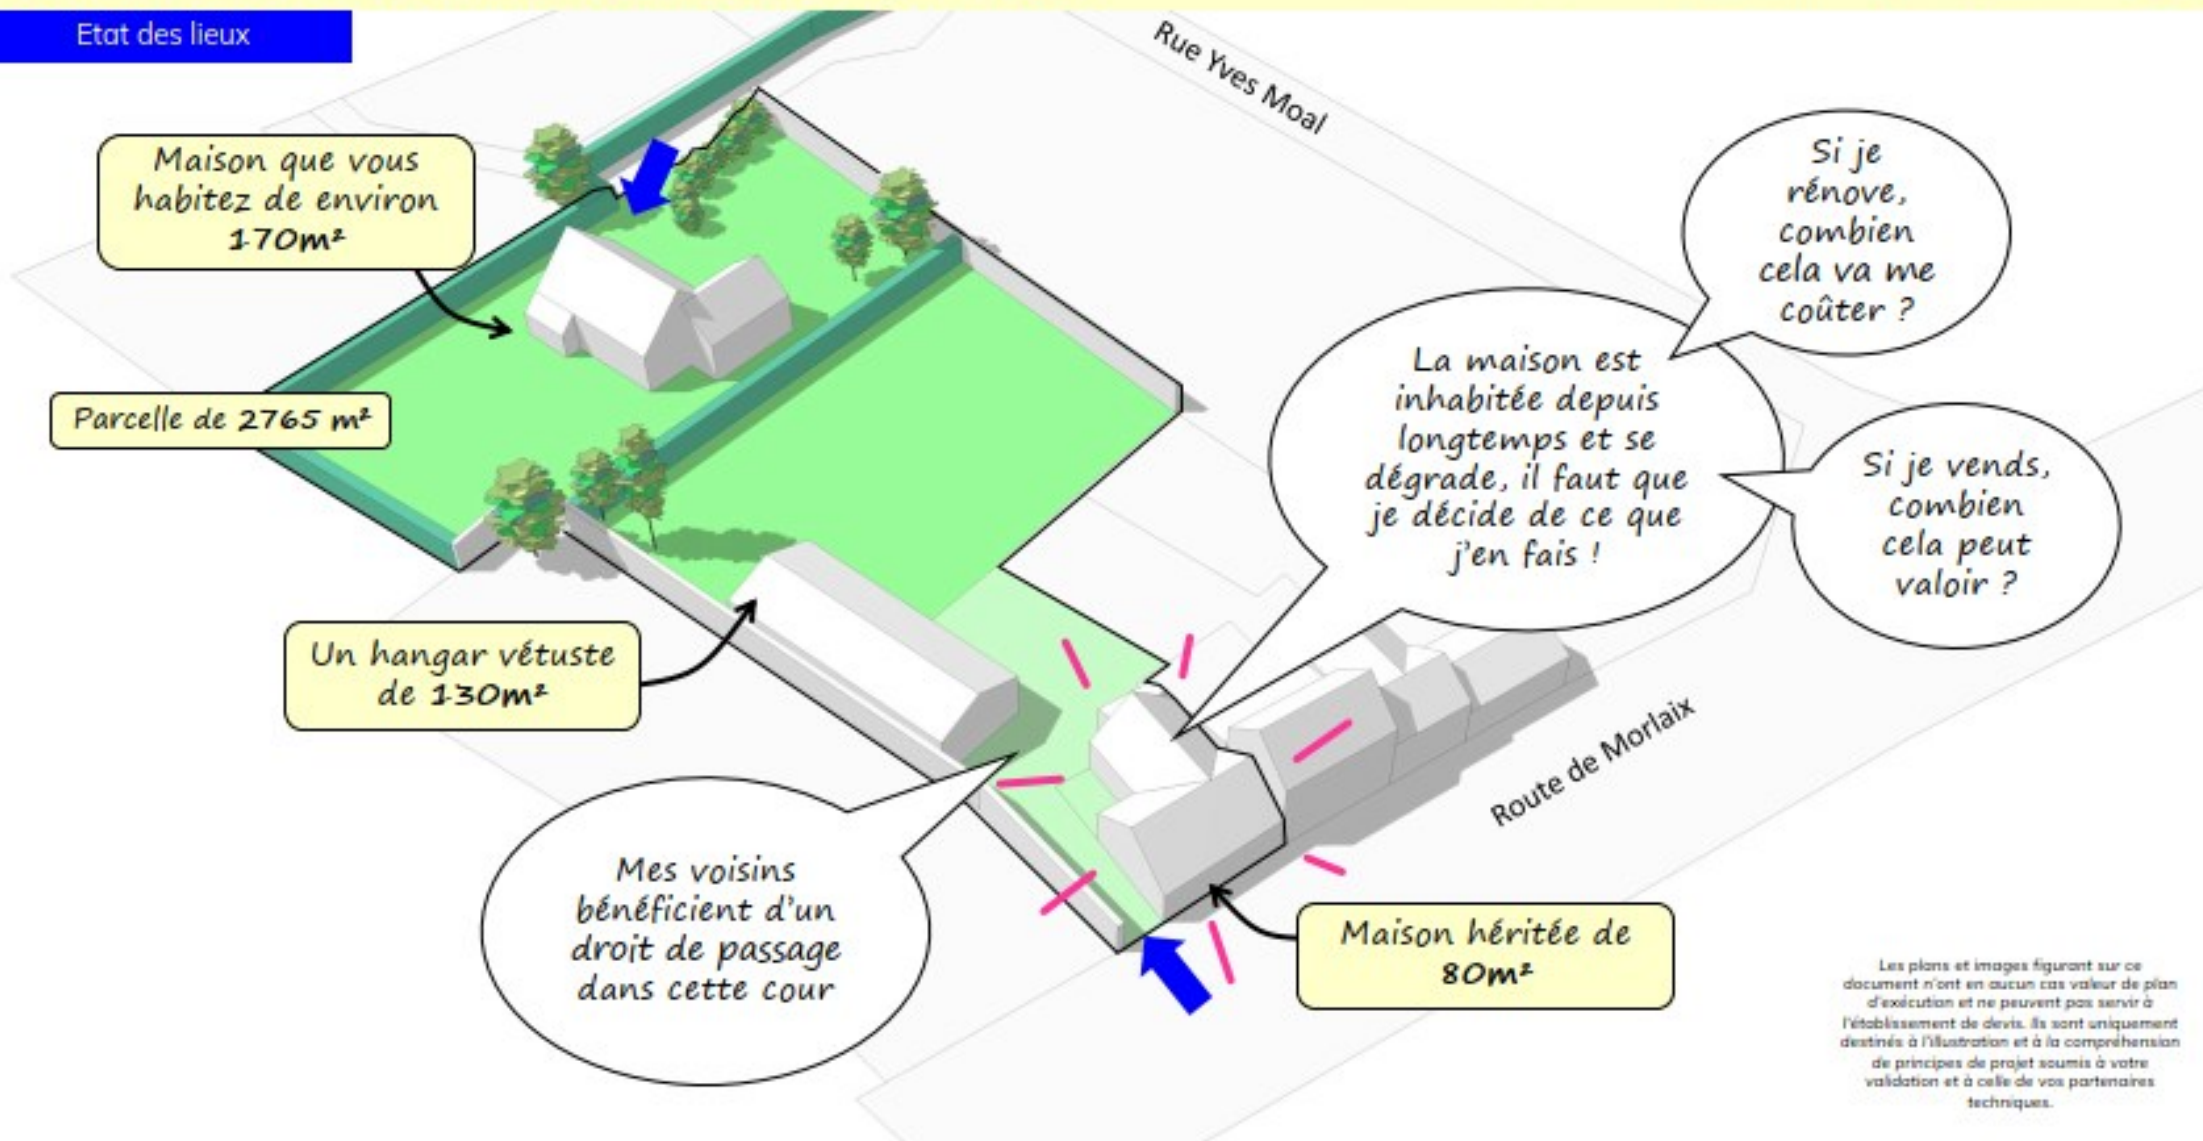 Etat des lieux
Rue Yves Moal
Maison que vous
habitez de environ
170m²
Parcelle de 2765 m²
Si je
rénove,
combien
cela va me
coûter ?
La maison est
inhabitée depuis
longtemps et se
dégrade, il faut que
je décide de ce que
j'en fais !
Si je vends,
combien
cela peut
valoir ?
Un hangar vétuste
de 130m²
Route de Morlaix
Mes voisins
bénéficient d'un
droit de passage
dans cette cour
Maison héritée de
80m²
Les plans et images figurant sur ce
document n'ont en aucun cas valeur de plan
d'exécution et ne peuvent pas servir à
l'établissement de devis. Ils sont uniquement
destinés à l'illustration et à la compréhension
de principes de projet soumis à votre
validation et à celle de vos partenaires
techniques.